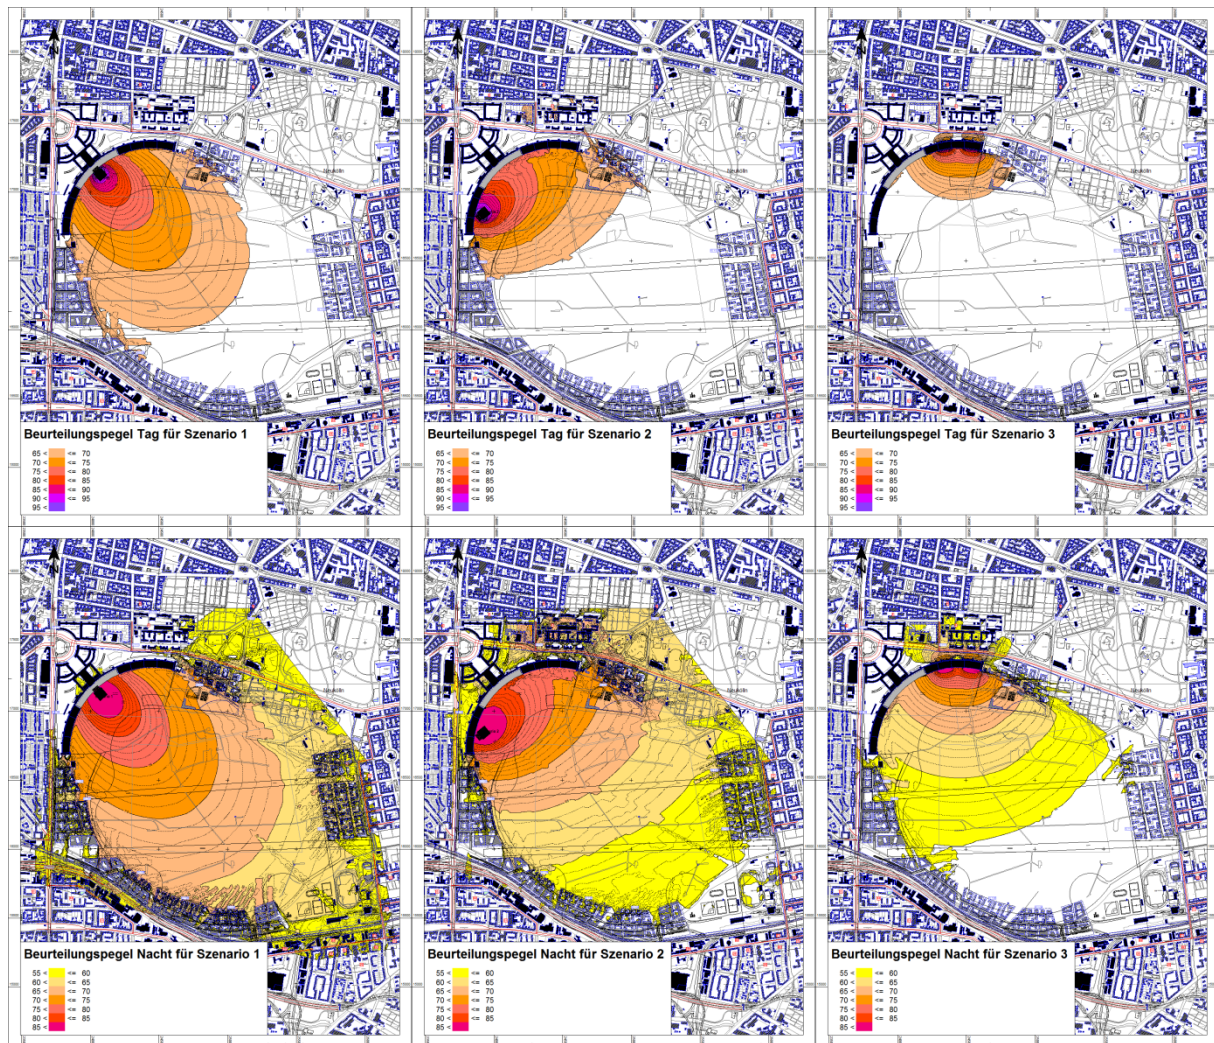 Neukölln
Beurteilungspegel Tag für Szenario 1
65 < <= 70
70 < <= 75
75 < <= 80
80 < <= 85
85 < <= 90
90 < <= 95
95 <
Beurteilungspegel Tag für Szenario 2
65 < <= 70
70 < <= 75
75 < <= 80
80 < <= 85
85 < <= 90
90 < <= 95
95 <
Neukölln
Beurteilungspegel Tag für Szenario 3
65 < <= 70
70 < <= 75
75 < <= 80
80 < <= 85
85 < <= 90
90 < <= 95
95 <
Neukölln
Beurteilungspegel Nacht für Szenario 1
55 < <= 60
60 < <= 65
65 < <= 70
70 < <= 75
75 < <= 80
80 < <= 85
85 <
Neukölln
Beurteilungspegel Nacht für Szenario 2
55 < <= 60
60 < <= 65
65 < <= 70
70 < <= 75
75 < <= 80
80 < <= 85
85 <
Neukölln
Beurteilungspegel Nacht für Szenario 3
55 < <= 60
60 < <= 65
65 < <= 70
70 < <= 75
75 < <= 80
80 < <= 85
85 <